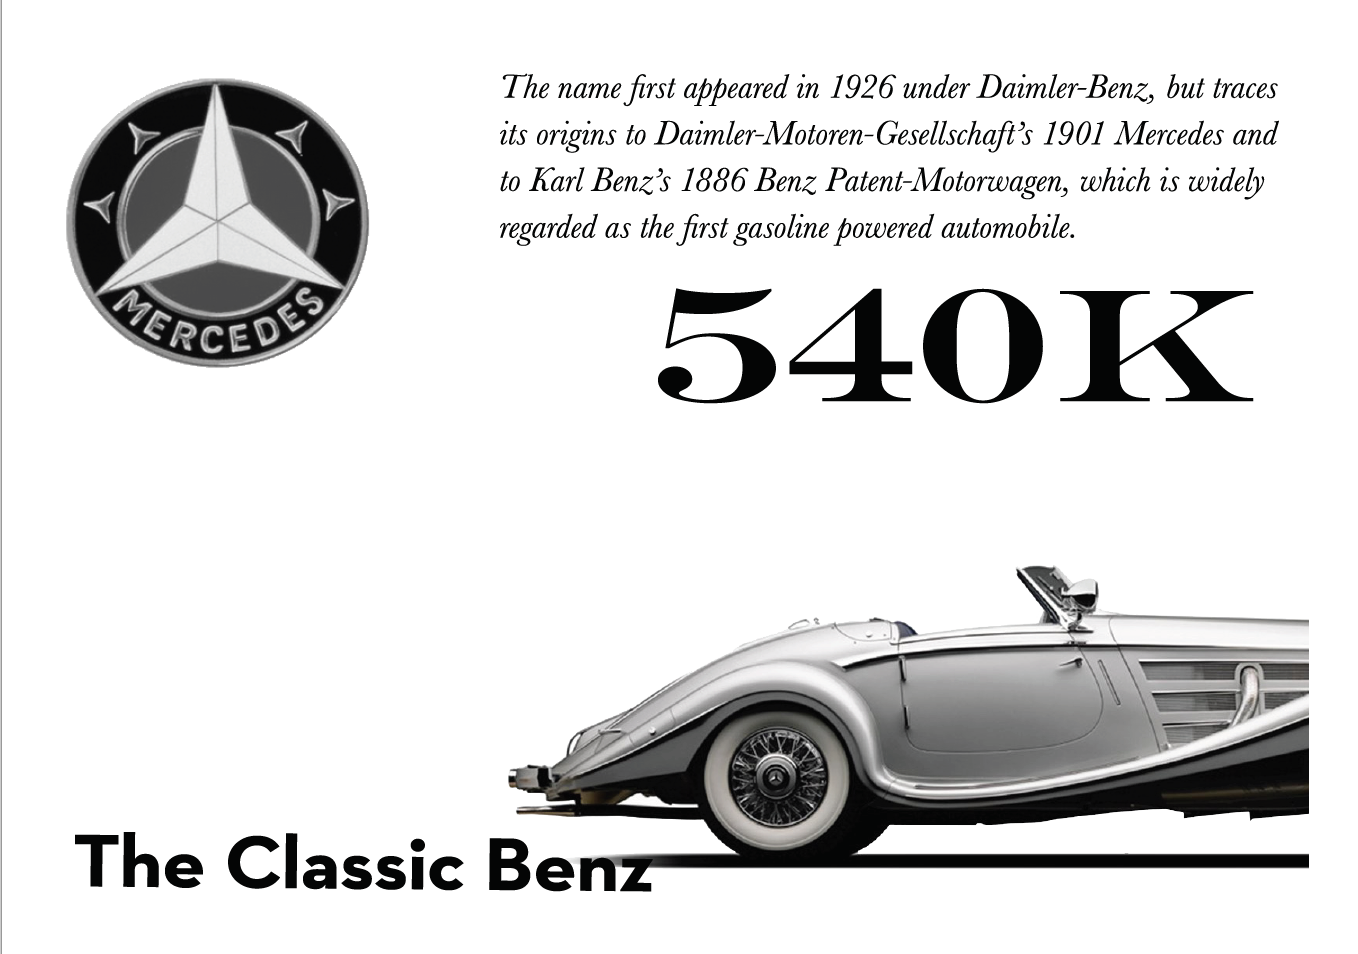 MERCEDES
The name first appeared in 1926 under Daimler-Benz, but traces
its origins to Daimler-Motoren-Gesellschaft’s 1901 Mercedes and
to Karl Benz’s 1886 Benz Patent-Motorwagen, which is widely
regarded as the first gasoline powered automobile.
540K
The Classic Benz